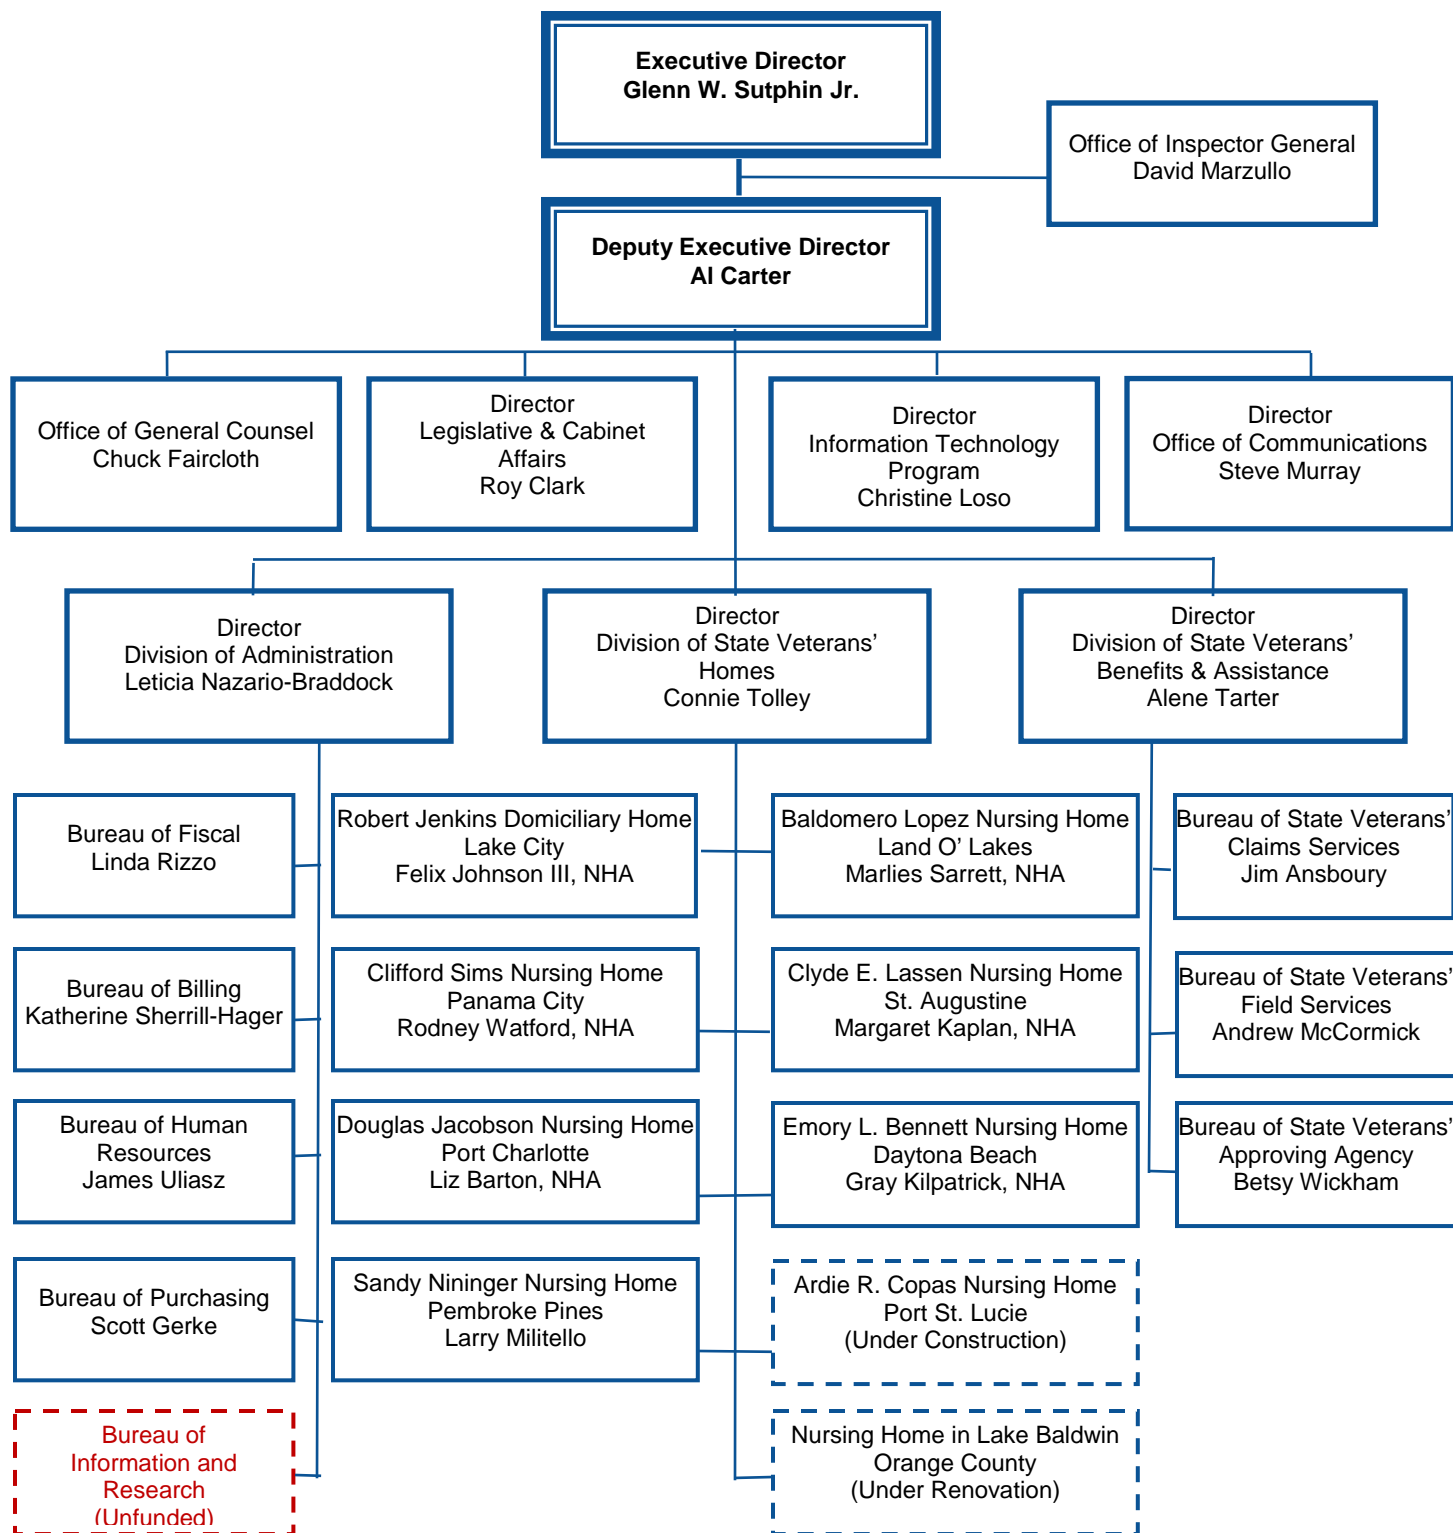 Executive Director
Glenn W. Sutphin Jr.
Office of Inspector General
David Marzullo
Deputy Executive Director
Al Carter
Office of General Counsel
Chuck Faircloth
Director
Legislative & Cabinet
Affairs
Roy Clark
Director
Information Technology
Program
Christine Loso
Director
Office of Communications
Steve Murray
Director
Division of Administration
Leticia Nazario-Braddock
Director
Division of State Veterans’
Homes
Connie Tolley
Director
Division of State Veterans’
Benefits & Assistance
Alene Tarter
Bureau of Fiscal
Linda Rizzo
Robert Jenkins Domiciliary Home
Lake City
Felix Johnson III, NHA
Baldomero Lopez Nursing Home
Land O’ Lakes
Marlies Sarrett, NHA
Bureau of State Veterans’
Claims Services
Jim Ansboury
Bureau of Billing
Katherine Sherrill-Hager
Clifford Sims Nursing Home
Panama City
Rodney Watford, NHA
Clyde E. Lassen Nursing Home
St. Augustine
Margaret Kaplan, NHA
Bureau of State Veterans’
Field Services
Andrew McCormick
Bureau of Human
Resources
James Uliasz
Douglas Jacobson Nursing Home
Port Charlotte
Liz Barton, NHA
Emory L. Bennett Nursing Home
Daytona Beach
Gray Kilpatrick, NHA
Bureau of State Veterans’
Approving Agency
Betsy Wickham
Bureau of Purchasing
Scott Gerke
Sandy Nininger Nursing Home
Pembroke Pines
Larry Militello
Ardie R. Copas Nursing Home
Port St. Lucie
(Under Construction)
Bureau of
Information and
Research
(Unfunded)
Nursing Home in Lake Baldwin
Orange County
(Under Renovation)